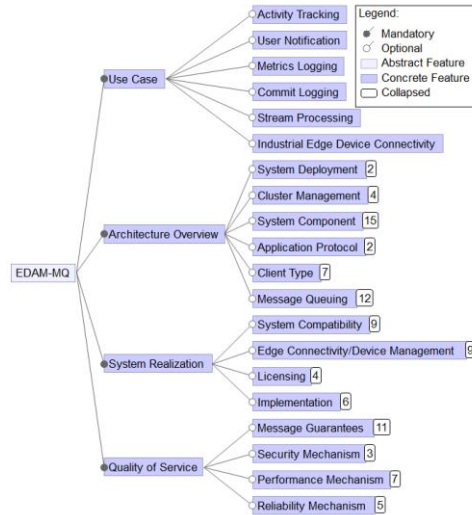 Legend:
Mandatory
Optional
Abstract Feature
Concrete Feature
Collapsed
EDAM-MQ
Use Case
Activity Tracking
User Notification
Metrics Logging
Commit Logging
Stream Processing
Industrial Edge Device Connectivity
Architecture Overview
System Deployment 2
Cluster Management 4
System Component 15
Application Protocol 2
Client Type 7
Message Queuing 12
System Realization
System Compatibility 9
Edge Connectivity/Device Management 9
Licensing 4
Implementation 6
Quality of Service
Message Guarantees 11
Security Mechanism 3
Performance Mechanism 7
Reliability Mechanism 5